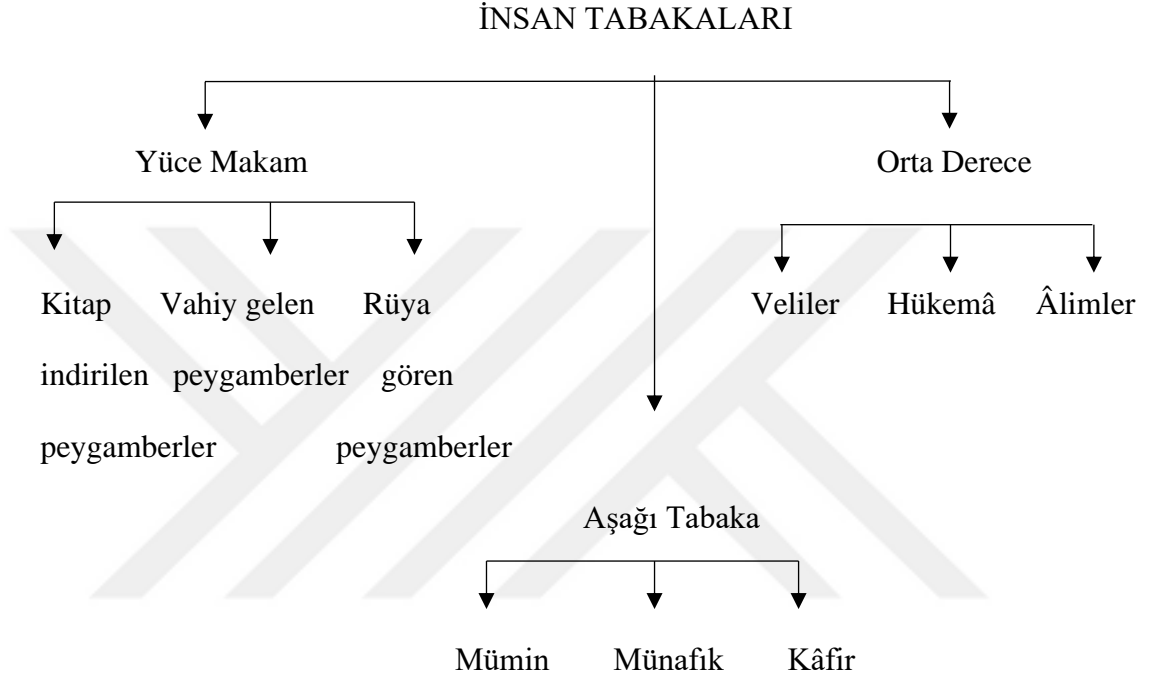 İNSAN TABAKALARI
Yüce Makam Orta Derece
Kitap Vahiy gelen Rüya Veliler Hükemâ Âlimler
indirilen peygamberler gören
peygamberler peygamberler
Aşağı Tabaka
Mümin Münafık Kâfir